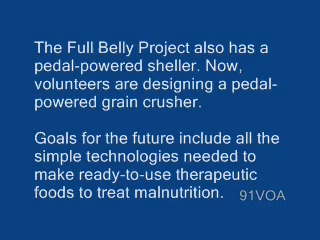 The Full Belly Project also has a
pedal-powered sheller. Now,
volunteers are designing a pedal-
powered grain crusher.
Goals for the future include all the
simple technologies needed to
make ready-to-use therapeutic
foods to treat malnutrition.
91VOA